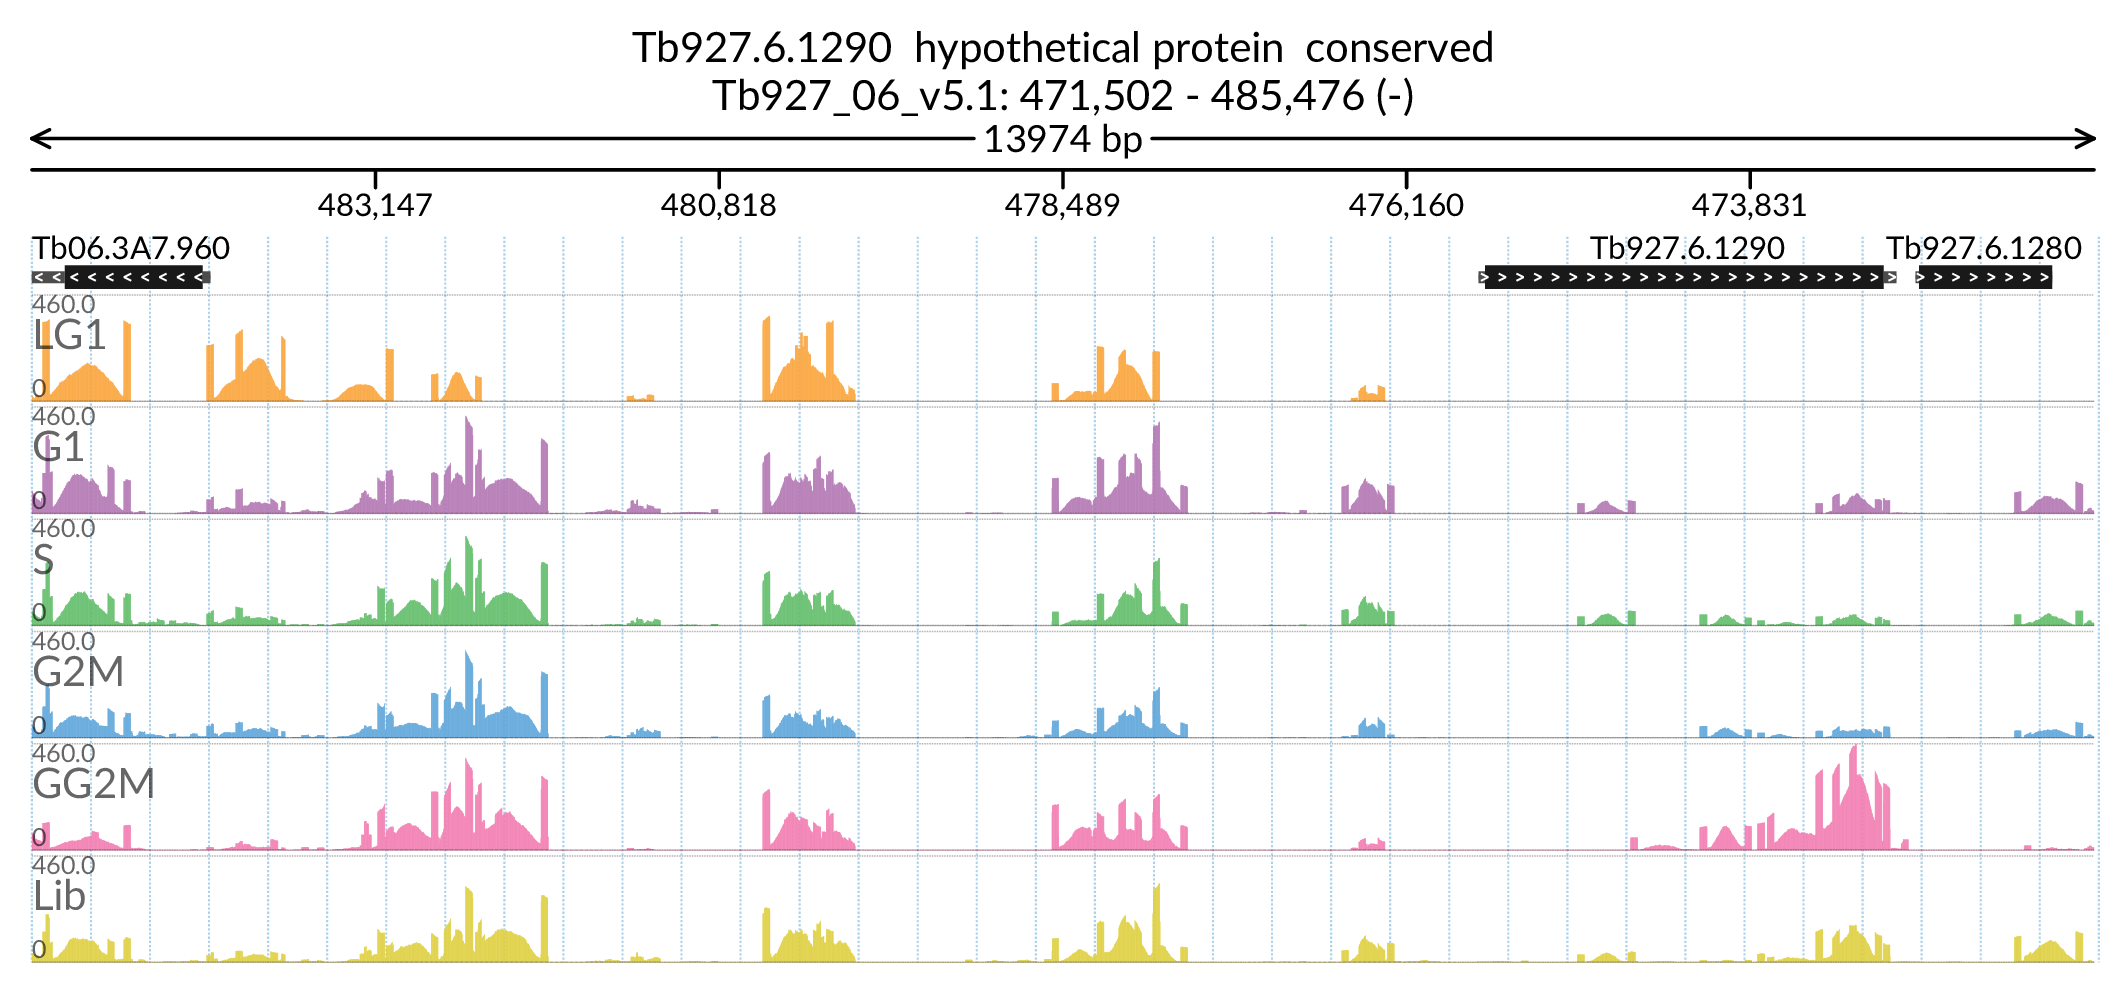 Tb927.6.1290  hypothetical protein  conserved
Tb927_06_v5.1: 471,502 - 485,476 (-)
13974 bp
483,147 480,818 478,489 476,160 473,831
Tb06.3A7.960 Tb927.6.1290 Tb927.6.1280
460.0
LG1
0
460.0
G1
0
460.0
S
0
460.0
G2M
0
460.0
GG2M
0
460.0
Lib
0